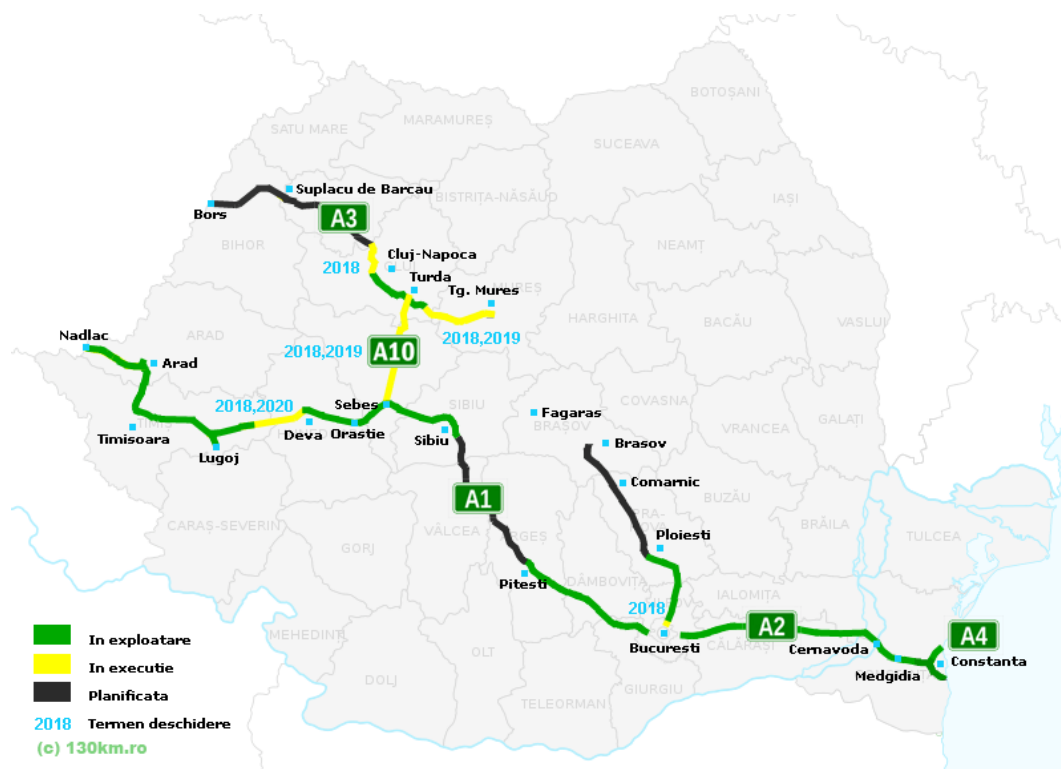 BOTOȘANI
MARAMUREȘ
SATU MARE
SUCEAVA
Suplacu de Barcau
BISTRIȚA-NĂSĂUD
IAȘI
Bors
A3
BIHOR
NEAMȚ
Cluj-Napoca
2018
Turda
Tg. Mures
HARGHITA
BACĂU
VASLUI
Nadlac
ARAD
2018,2019
A10
2018,2019
Arad
Sebes
SIBIU
COVASNA
2018,2020
Fagaras
BRAȘOV
GALAȚI
VRANCEA
Timisoara
Deva
Orastie
Sibiu
Brasov
Lugoj
Comarnic
A1
BUZĂU
CARAȘ-SEVERIN
VÂLCEA
BRĂILA
TULCEA
GORJ
Ploiesti
Pitesti
DÂMBOVIȚA
IALOMIȚA
2018
A2
A4
MEHEDINȚI
Bucuresti
CĂLĂRAȘI
Cernavoda
OLT
Constanta
Medgidia
DOLJ
GIURGIU
TELEORMAN
In exploatare
In executie
Planificata
2018 Termen deschidere
(c) 130km.ro